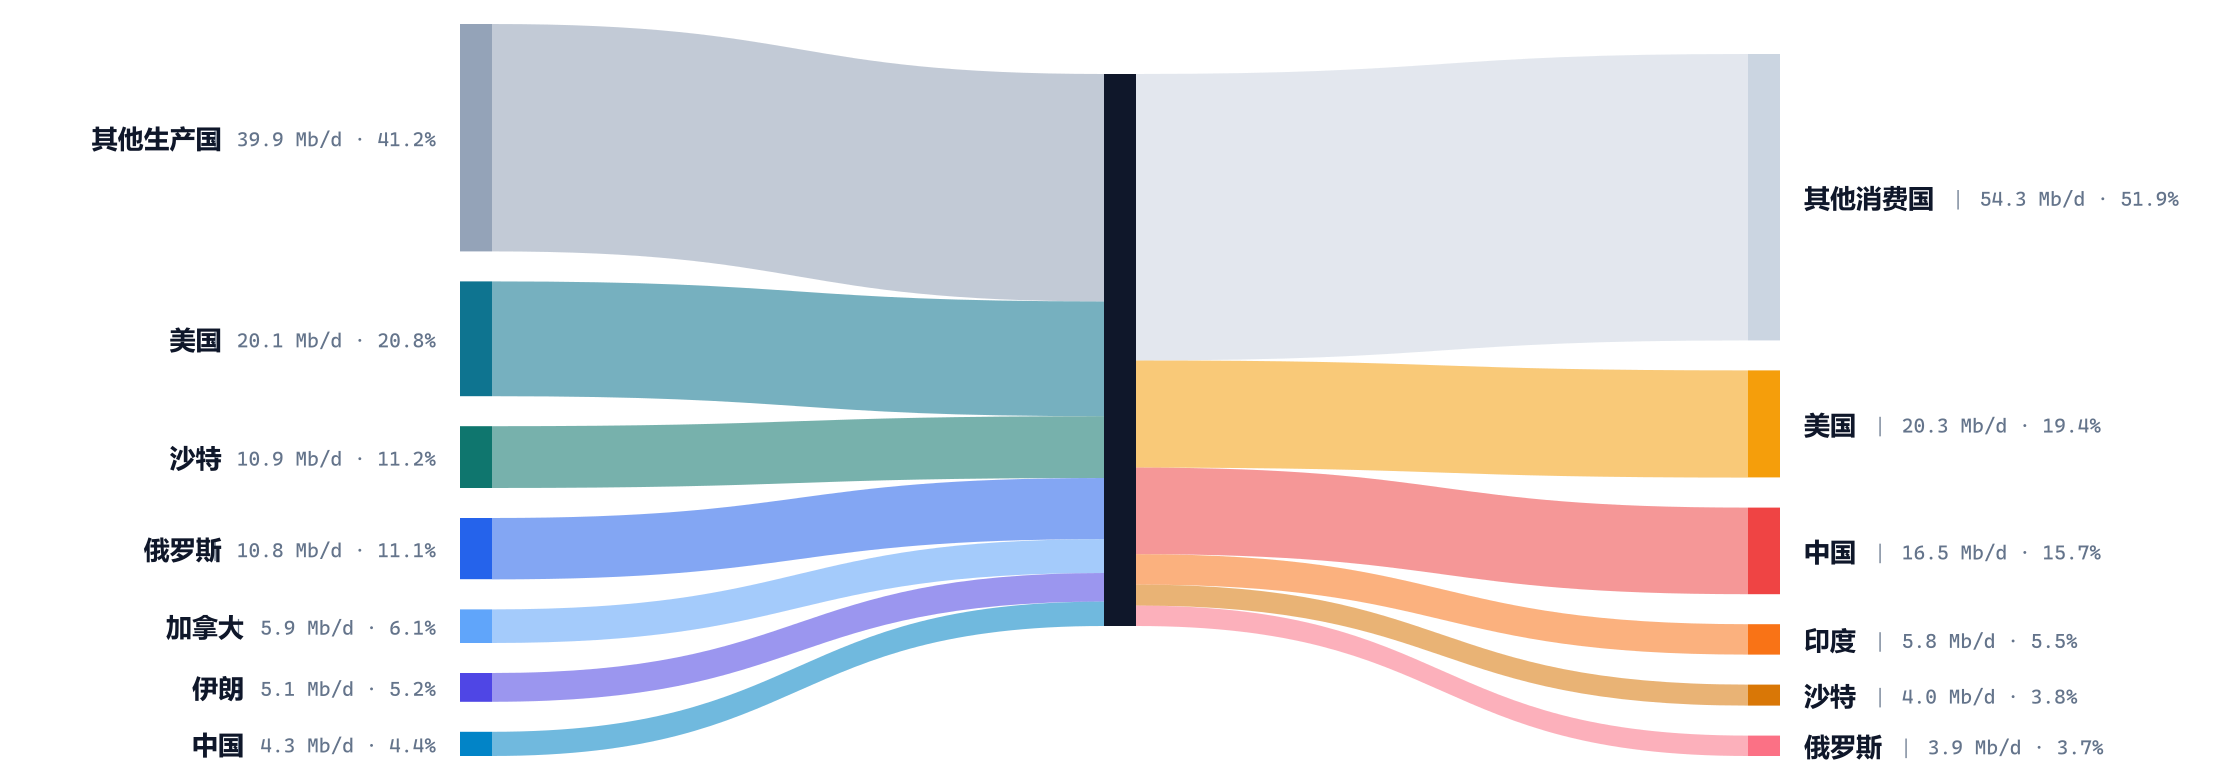 其他生产国 39.9 Mb/d · 41.2%
美国 20.1 Mb/d · 20.8%
沙特 10.9 Mb/d · 11.2%
俄罗斯 10.8 Mb/d · 11.1%
加拿大 5.9 Mb/d · 6.1%
伊朗 5.1 Mb/d · 5.2%
中国 4.3 Mb/d · 4.4%
其他消费国 | 54.3 Mb/d · 51.9%
美国 | 20.3 Mb/d · 19.4%
中国 | 16.5 Mb/d · 15.7%
印度 | 5.8 Mb/d · 5.5%
沙特 | 4.0 Mb/d · 3.8%
俄罗斯 | 3.9 Mb/d · 3.7%